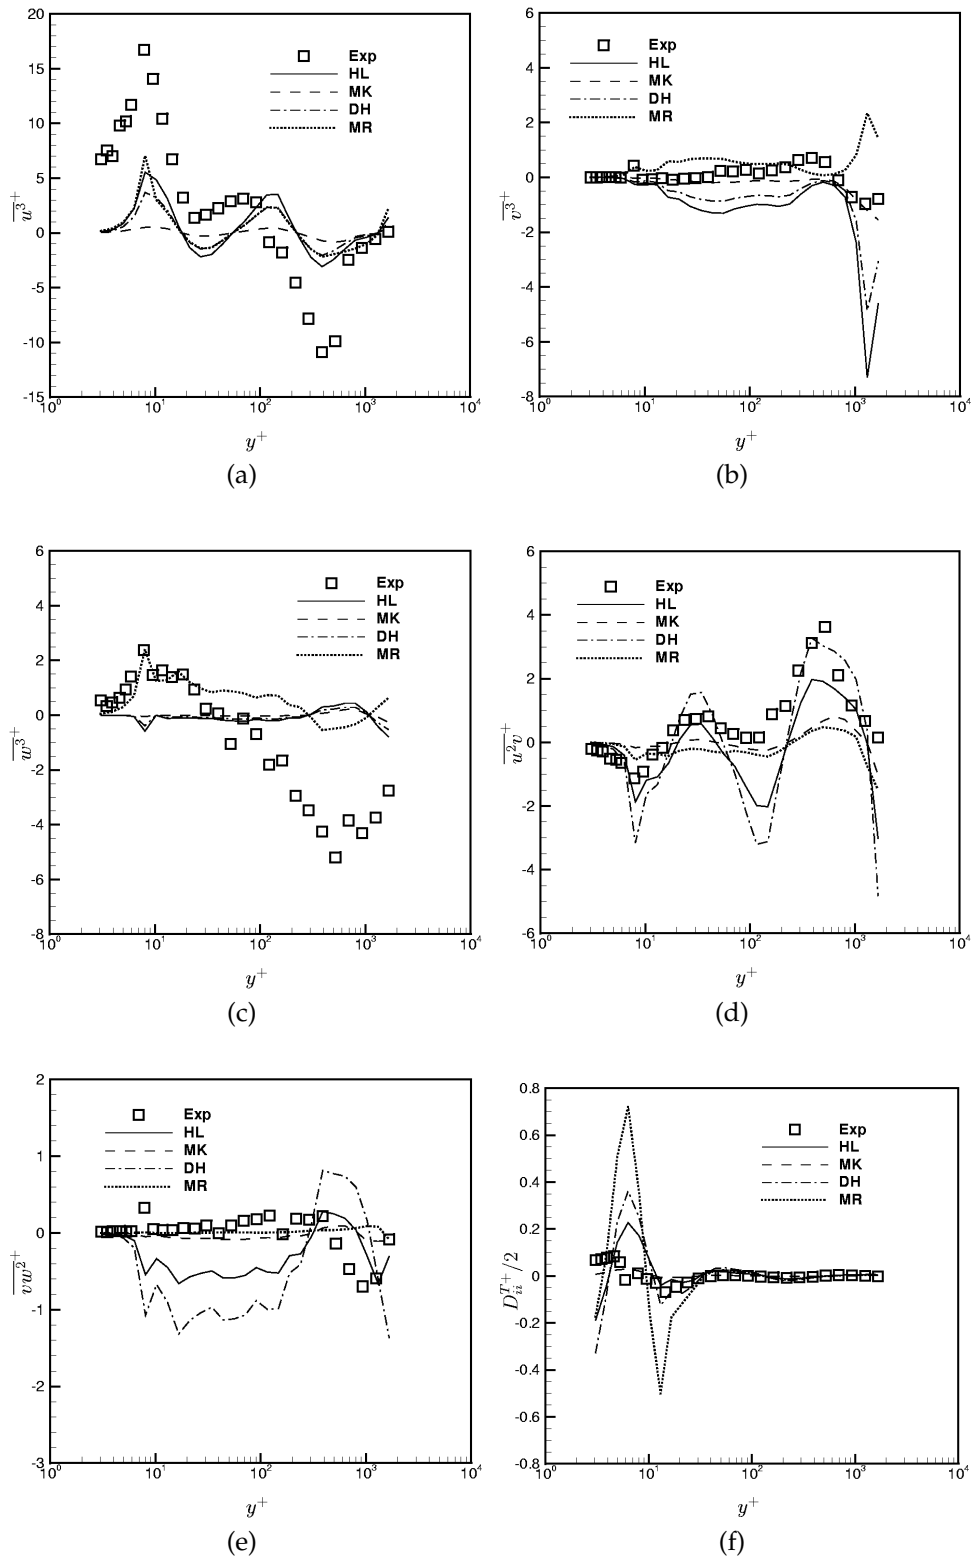 20
15
10
5
0
-5
-10
-15
u³⁺
Exp
HL
MK
DH
MR
10⁰ 10¹ 10² 10³ 10⁴
y⁺
(a)
6
4
2
0
-2
-4
-6
-8
v³⁺
Exp
HL
MK
DH
MR
10⁰ 10¹ 10² 10³ 10⁴
y⁺
(b)
6
4
2
0
-2
-4
-6
-8
w³⁺
Exp
HL
MK
DH
MR
10⁰ 10¹ 10² 10³ 10⁴
y⁺
(c)
6
4
2
0
-2
-4
-6
u²v⁺
Exp
HL
MK
DH
MR
10⁰ 10¹ 10² 10³ 10⁴
y⁺
(d)
2
1
0
-1
-2
-3
vw²⁺
Exp
HL
MK
DH
MR
10⁰ 10¹ 10² 10³ 10⁴
y⁺
(e)
0.8
0.6
0.4
0.2
0
-0.2
-0.4
-0.6
-0.8
Dᵢᵢᵀ⁺/2
Exp
HL
MK
DH
MR
10⁰ 10¹ 10² 10³ 10⁴
y⁺
(f)